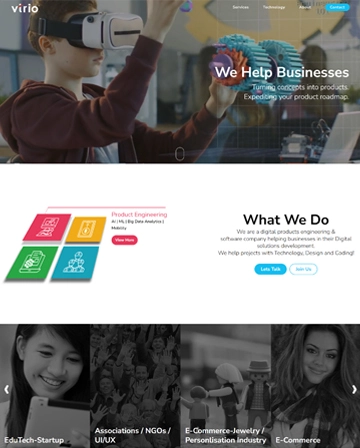 virio
Services Technology About Contact
We Help Businesses
Turning concepts into products.
Expediting your product roadmap.
Product Engineering
AI | ML | Big Data Analytics |
Mobility
View More
What We Do
We are a digital products engineering &
software company helping businesses in their Digital
solutions development.
We help projects with Technology, Design and Coding!
Lets Talk Join Us
EduTech-Startup
Associations / NGOs /
UI/UX
E-Commerce-Jewelry /
Personlisation industry
E-Commerce